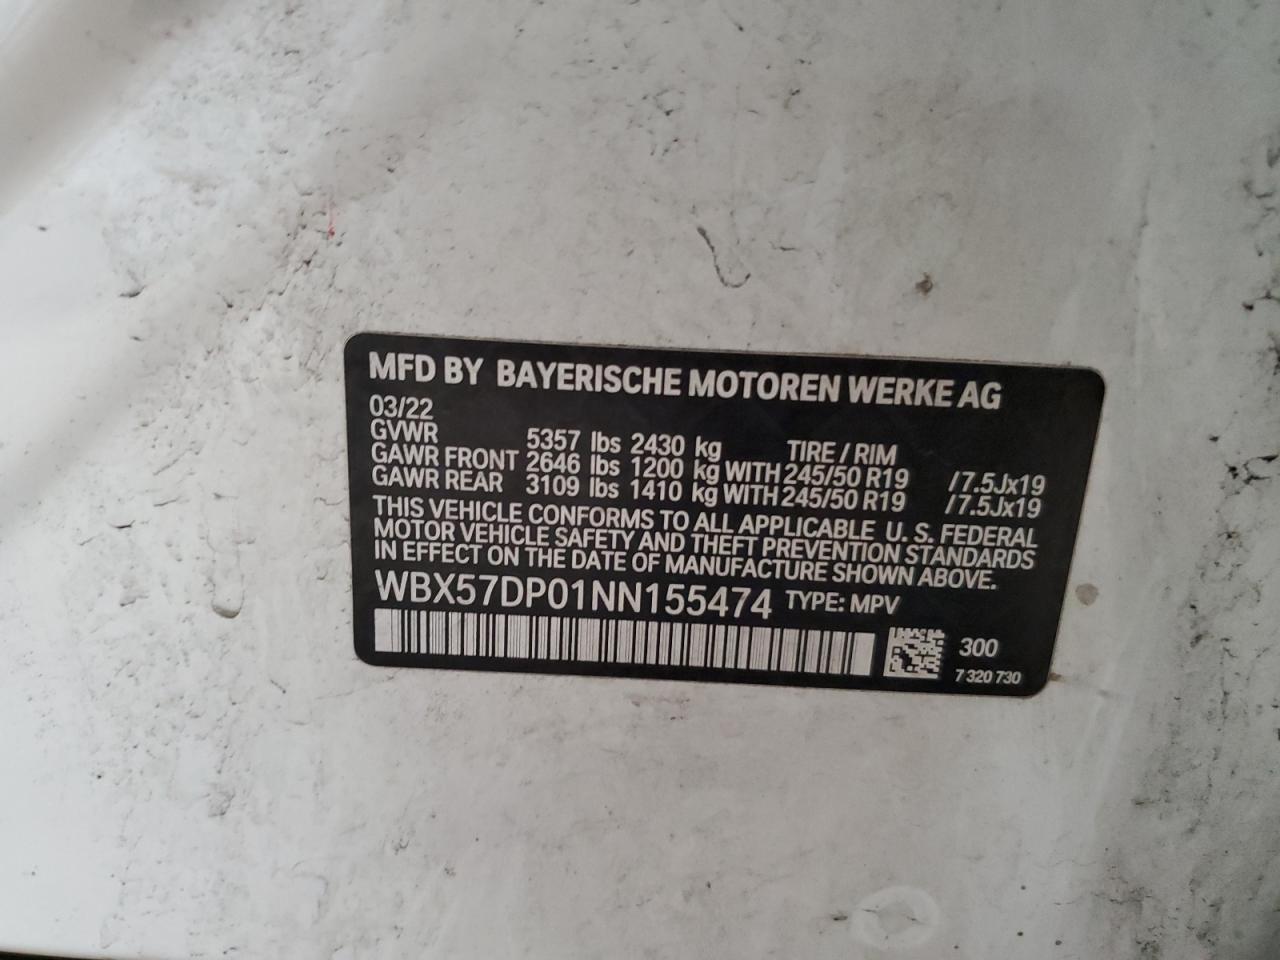 MFD BY BAYERISCHE MOTOREN WERKE AG
03/22
GVWR 5357 lbs 2430 kg TIRE / RIM
GAWR FRONT 2646 lbs 1200 kg WITH 245/50 R19 /7.5Jx19
GAWR REAR 3109 lbs 1410 kg WITH 245/50 R19 /7.5Jx19
THIS VEHICLE CONFORMS TO ALL APPLICABLE U. S. FEDERAL
MOTOR VEHICLE SAFETY AND THEFT PREVENTION STANDARDS
IN EFFECT ON THE DATE OF MANUFACTURE SHOWN ABOVE.
WBX57DP01NN155474 TYPE: MPV
300
7 320 730